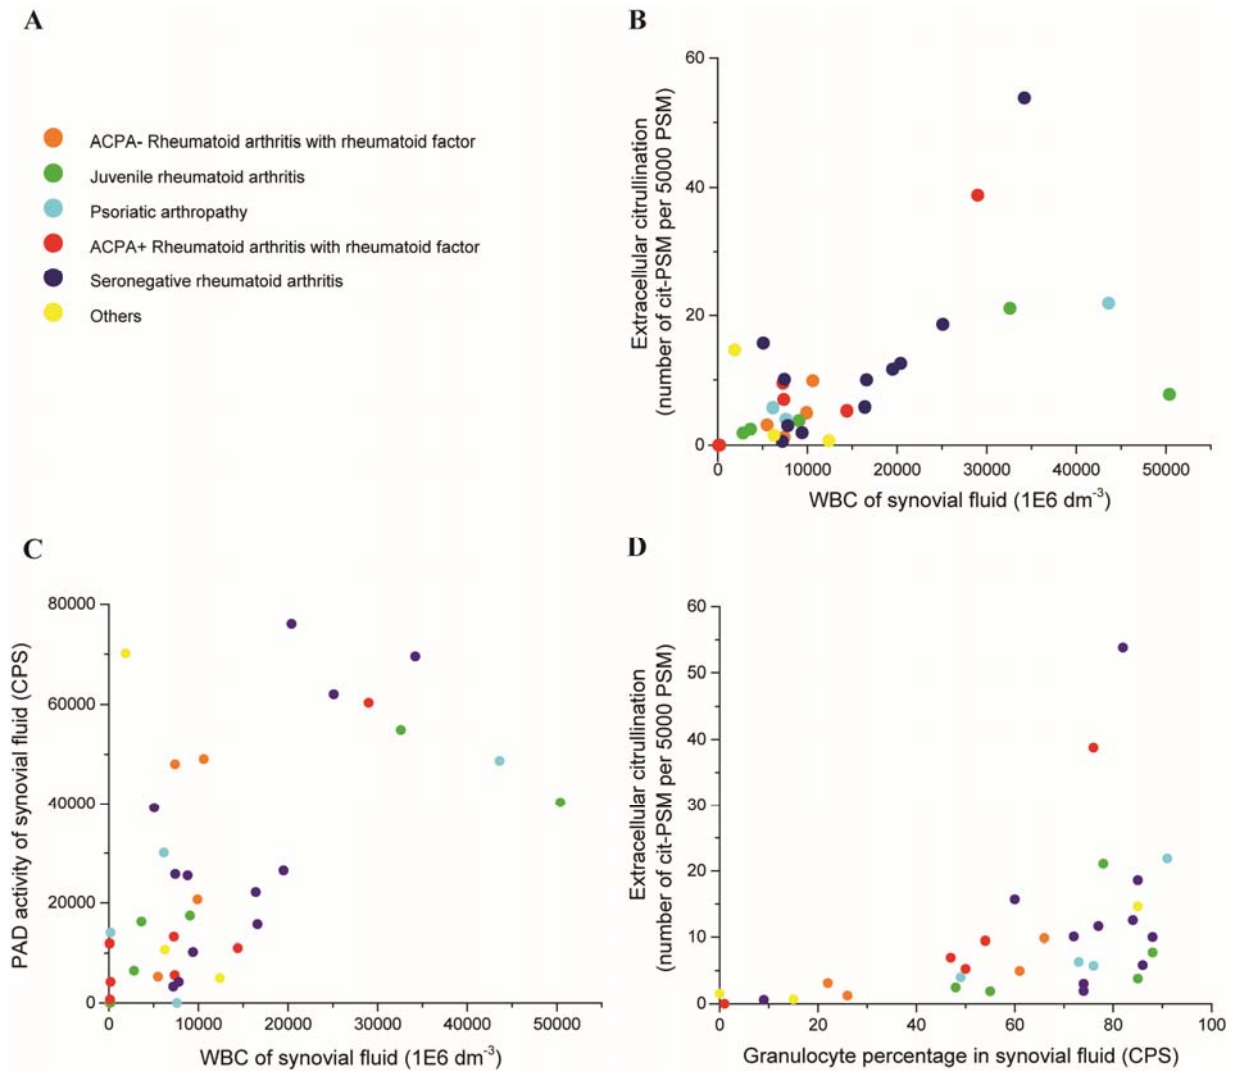 A
ACPA- Rheumatoid arthritis with rheumatoid factor
Juvenile rheumatoid arthritis
Psoriatic arthropathy
ACPA+ Rheumatoid arthritis with rheumatoid factor
Seronegative rheumatoid arthritis
Others
B
Extracellular citrullination
(number of cit-PSM per 5000 PSM)
60
40
20
0
0 10000 20000 30000 40000 50000
WBC of synovial fluid (1E6 dm⁻³)
C
PAD activity of synovial fluid (CPS)
80000
60000
40000
20000
0
0 10000 20000 30000 40000 50000
WBC of synovial fluid (1E6 dm⁻³)
D
Extracellular citrullination
(number of cit-PSM per 5000 PSM)
60
50
40
30
20
10
0
0 20 40 60 80 100
Granulocyte percentage in synovial fluid (CPS)